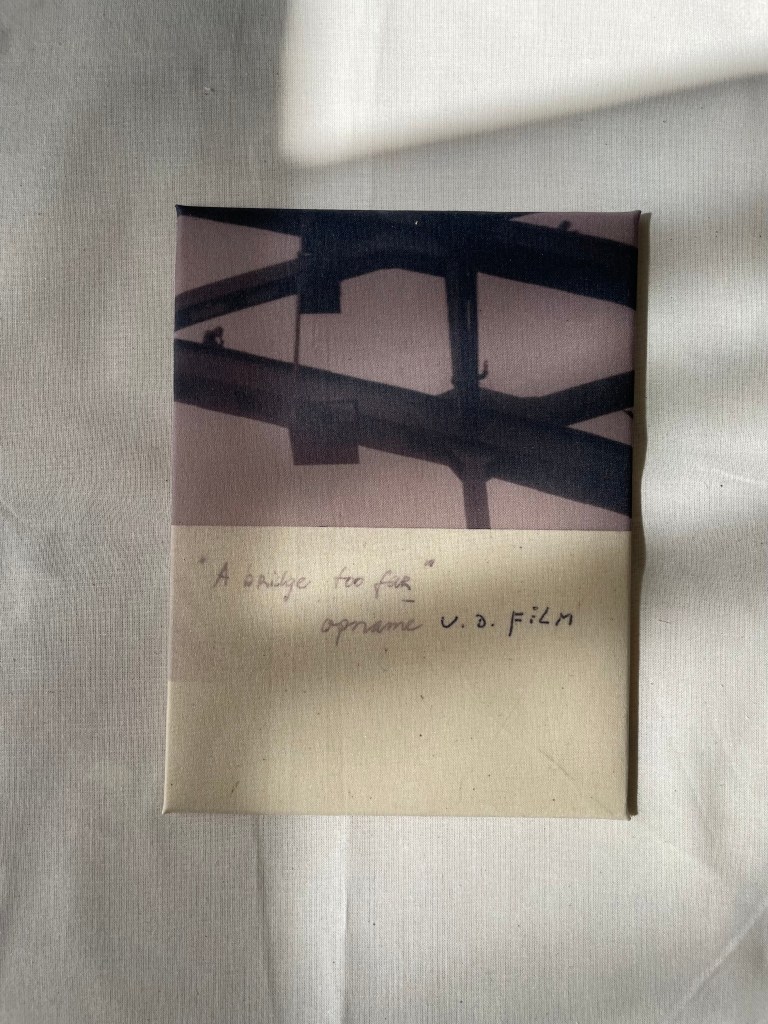 "A bridge too far"
opname v.d. FiLM